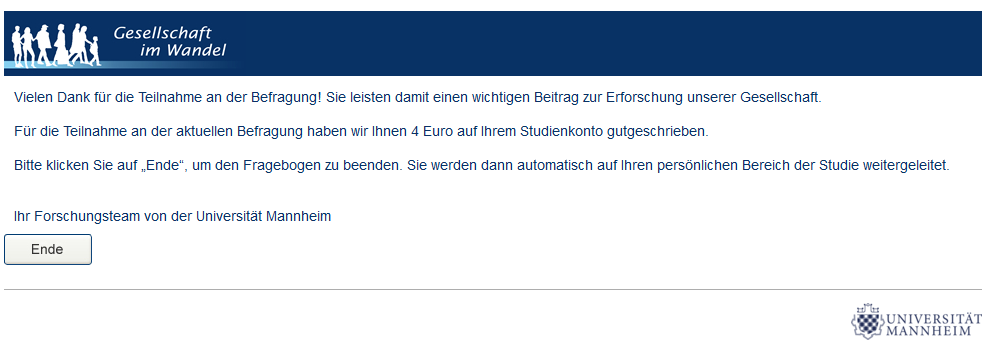 Gesellschaft
im Wandel
Vielen Dank für die Teilnahme an der Befragung! Sie leisten damit einen wichtigen Beitrag zur Erforschung unserer Gesellschaft.
Für die Teilnahme an der aktuellen Befragung haben wir Ihnen 4 Euro auf Ihrem Studienkonto gutgeschrieben.
Bitte klicken Sie auf „Ende“, um den Fragebogen zu beenden. Sie werden dann automatisch auf Ihren persönlichen Bereich der Studie weitergeleitet.
Ihr Forschungsteam von der Universität Mannheim
Ende
UNIVERSITÄT
MANNHEIM